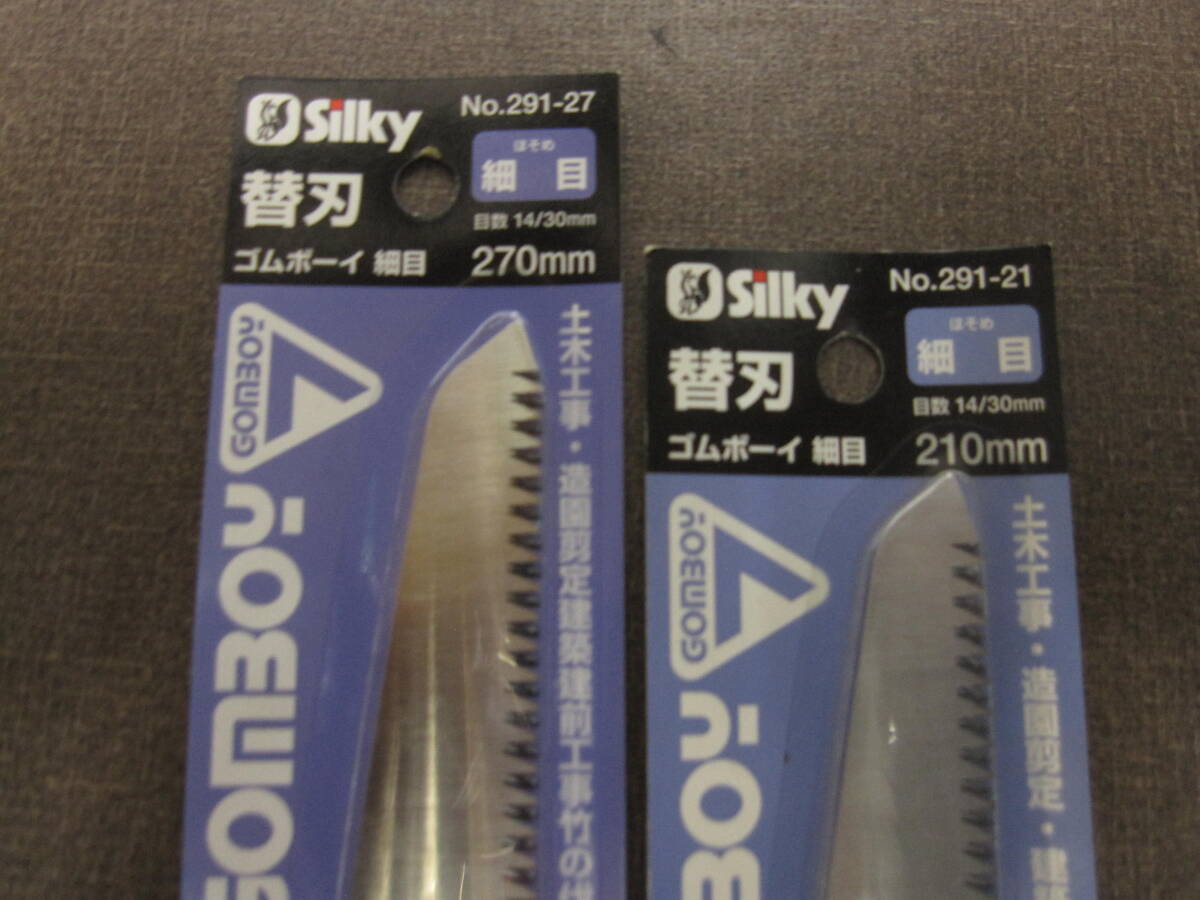 Silky
No.291-27
ほそめ
細 目
替刃
目数 14/30mm
ゴムボーイ 細目
270mm
GOMBOY
GOMBOY
土木工事・造園剪定建築建前工事竹の
Silky
No.291-21
ほそめ
細 目
替刃
目数 14/30mm
ゴムボーイ 細目
210mm
GOMBOY
BOY
土木工事・造園剪定・建築